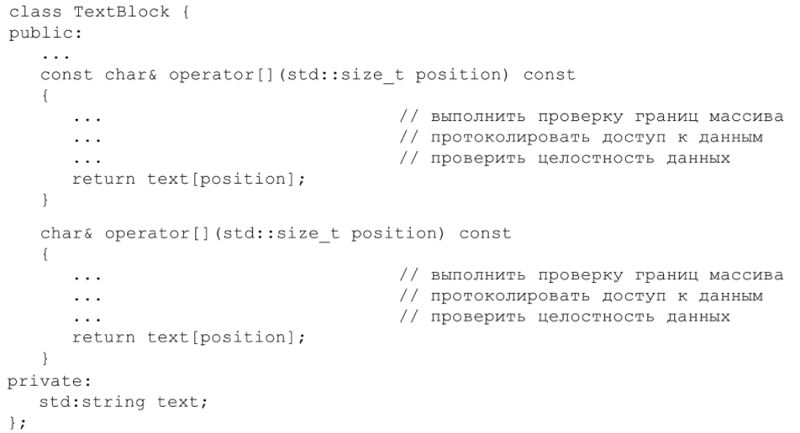 class TextBlock {
public:
...
const char& operator[](std::size_t position) const
{
... // выполнить проверку границ массива
... // протоколировать доступ к данным
... // проверить целостность данных
return text[position];
}
char& operator[](std::size_t position) const
{
... // выполнить проверку границ массива
... // протоколировать доступ к данным
... // проверить целостность данных
return text[position];
}
private:
std:string text;
};